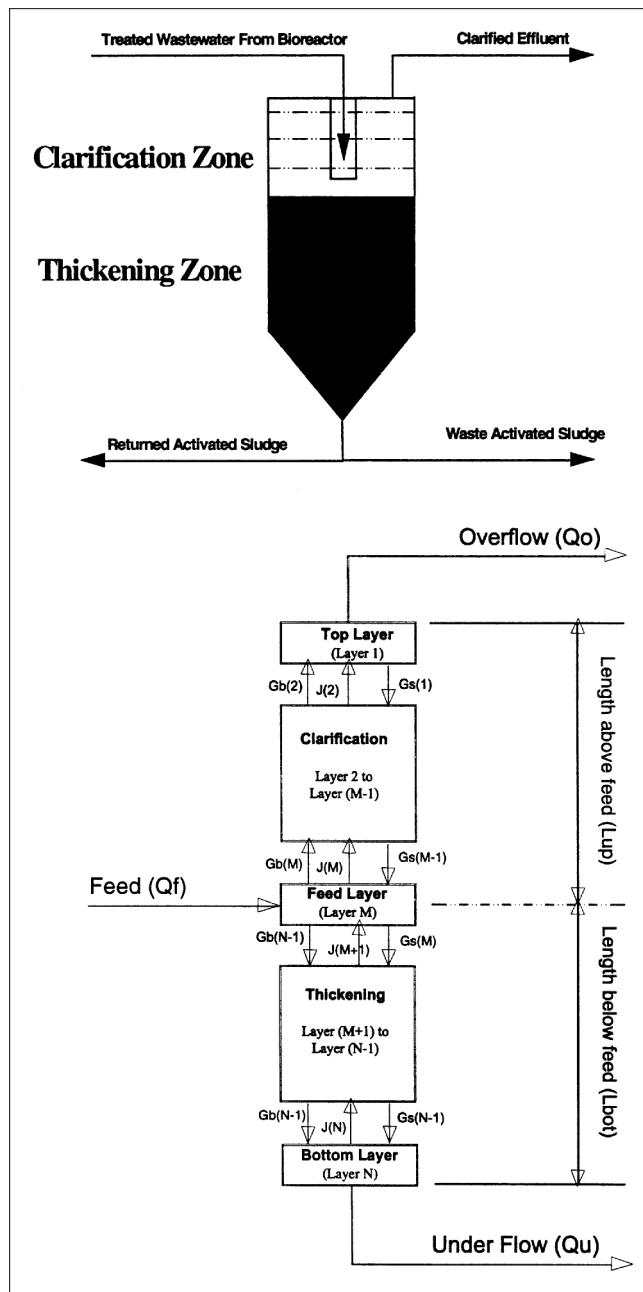 Treated Wastewater From Bioreactor
Clarified Effluent
Clarification Zone
Thickening Zone
Returned Activated Sludge
Waste Activated Sludge
Overflow (Qo)
Top Layer
(Layer 1)
Gb(2)
J(2)
Gs(1)
Clarification
Layer 2 to
Layer (M-1)
Length above feed (Lup)
Gb(M)
J(M)
Gs(M-1)
Feed (Qf)
Feed Layer
(Layer M)
Gb(N-1)
J(M+1)
Gs(M)
Thickening
Layer (M+1) to
Layer (N-1)
Length below feed (Lbot)
Gb(N-1)
J(N)
Gs(N-1)
Bottom Layer
(Layer N)
Under Flow (Qu)